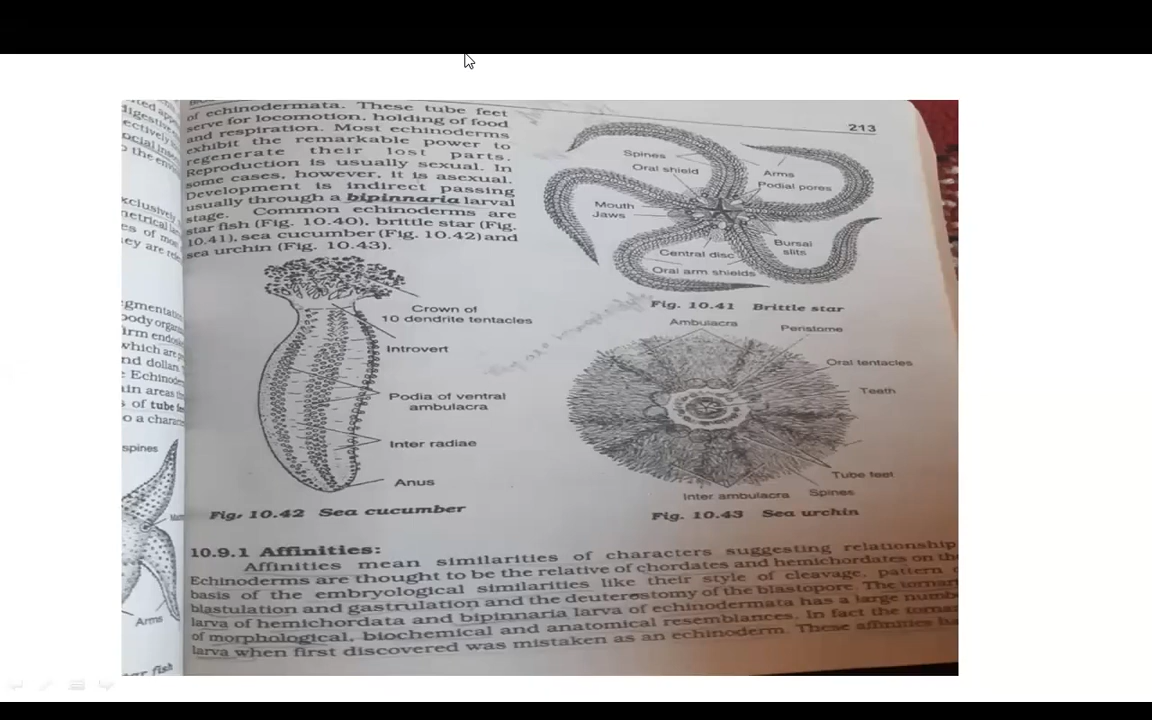 213
of echinodermata. These tube feet
serve for locomotion, holding of food
and respiration. Most echinoderms
exhibit the remarkable power to
regenerate their lost parts.
Reproduction is usually sexual. In
some cases, however, it is asexual.
Development is indirect passing
usually through a bipinnaria larval
stage. Common echinoderms are
star fish (Fig. 10.40), brittle star (Fig.
10.41), sea cucumber (Fig. 10.42) and
sea urchin (Fig. 10.43).
Spines
Oral shield
Arms
Podial pores
Mouth
Jaws
Bursal
slits
Central disc
Oral arm shields
Fig. 10.41 Brittle star
Crown of
10 dendrite tentacles
Introvert
Podia of ventral
ambulacra
Inter radiae
Anus
Fig. 10.42 Sea cucumber
Ambulacra
Peristome
Oral tentacles
Teath
Tube feet
Inter ambulacra
Spines
Fig. 10.43 Sea urchin
10.9.1 Affinities:
Affinities mean similarities of characters suggesting relationship
Echinoderms are thought to be the relative of chordates and hemichordates on the
basis of the embryological similarities like their style of cleavage, pattern
blastulation and gastrulation and the deuterostomy of the blastopore. The
larva of hemichordata and bipinnaria larva of echinodermata has a large
of morphological, biochemical and anatomical resemblances. In fact the
larva when first discovered was mistaken as an echinoderm. These affinities
spines
Arms
fish